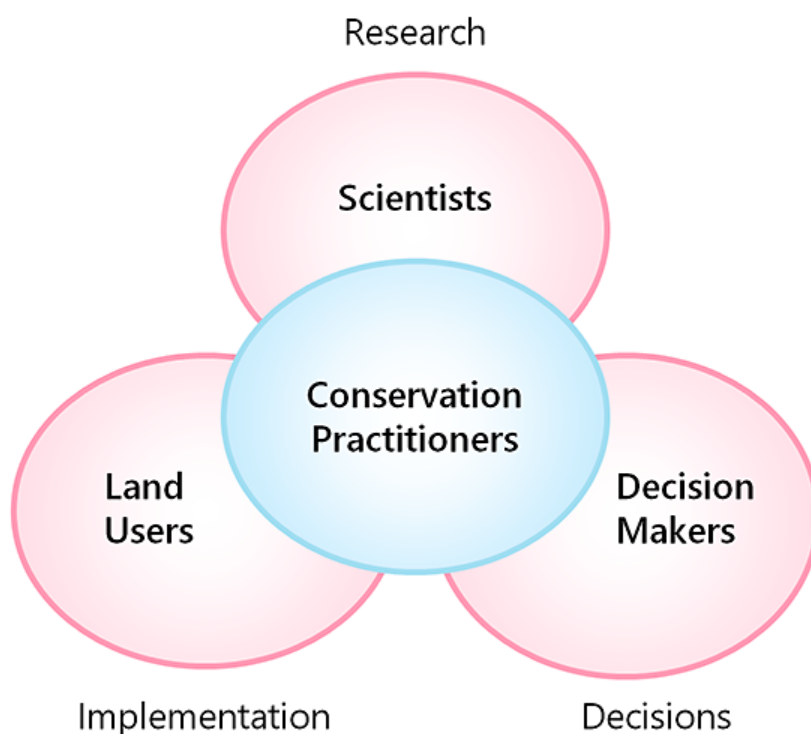 Research
Scientists
Conservation
Practitioners
Land
Users
Decision
Makers
Implementation
Decisions